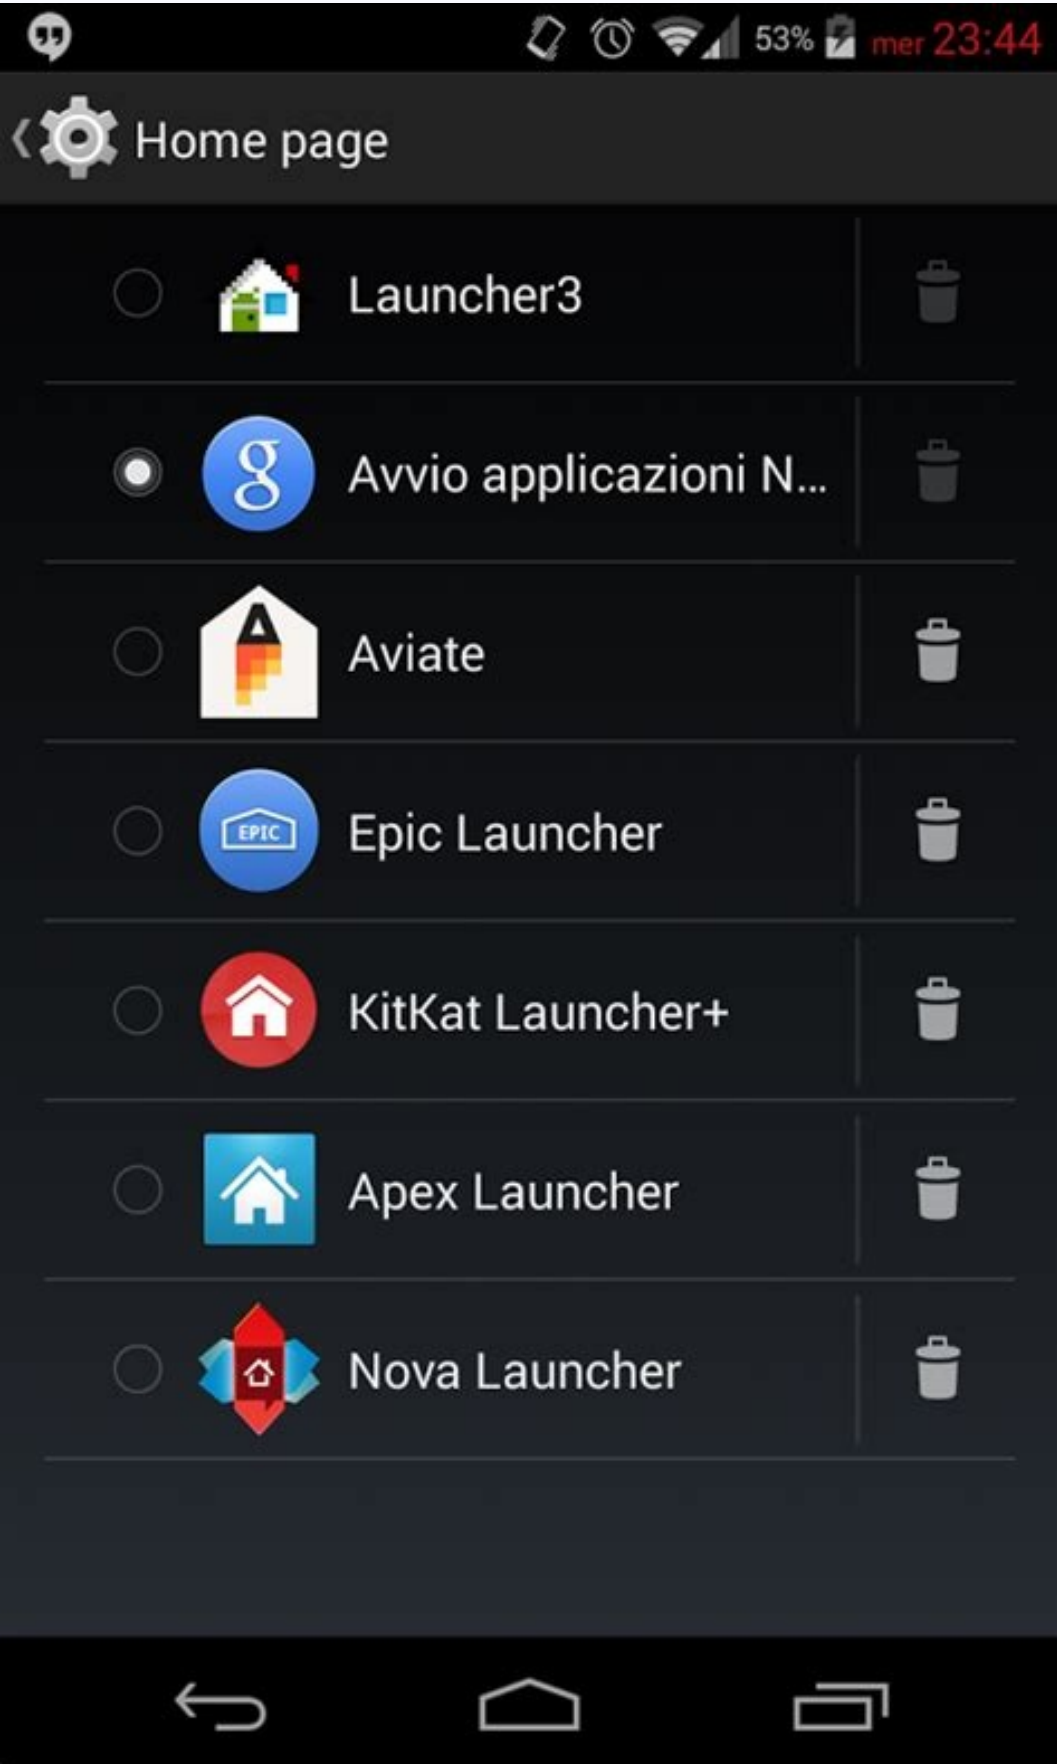 53% mer 23:44
Home page
Launcher3
g
Avvio applicazioni N...
A
Aviate
EPIC
Epic Launcher
KitKat Launcher+
Apex Launcher
Nova Launcher